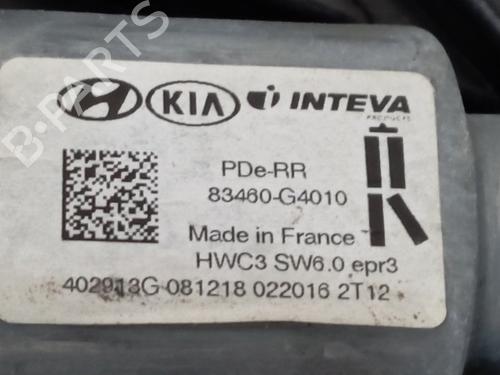 HYUNDAI KIA INTEVA
PRODUCTS
PDe-RR
83460-G4010
Made in France
HWC3 SW6.0 epr3
402913G 081218 022016 2T12
B-PARTS